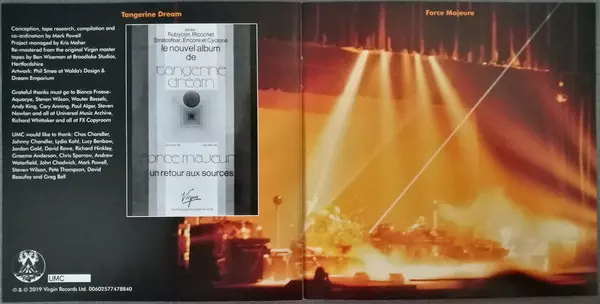 Tangerine Dream
Conception, tape research, compilation and
co-ordination by Mark Powell
Project managed by Kris Maher
Re-mastered from the original Virgin master
tapes by Ben Wiseman at Broadlake Studios,
Hertfordshire
Artwork: Phil Smee at Waldo's Design &
Dream Emporium
Grateful thanks must go to Bianca Froese-
Acquaye, Steven Wilson, Wouter Bessels,
Andy King, Cary Anning, Paul Alger, Steven
Nowlan and all at Universal Music Archive,
Richard Whittaker and all at FX Copyroom
UMC would like to thank: Chas Chandler,
Johnny Chandler, Lydia Kohl, Lucy Benbow,
Jordan Gold, David Rowe, Richard Hinkley,
Graeme Anderson, Chris Sparrow, Andrew
Waterfield, John Chadwick, Mark Powell,
Steven Wilson, Pete Thompson, David
Beaufoy and Greg Bell
Rubycon, Ricochet
Stratosfear, Encore et Cyclone
le nouvel album
de
tangerine
dream
force majeure
un retour aux sources
Virgin
UMC
℗ & © 2019 Virgin Records Ltd. 00602577478840
Force Majeure